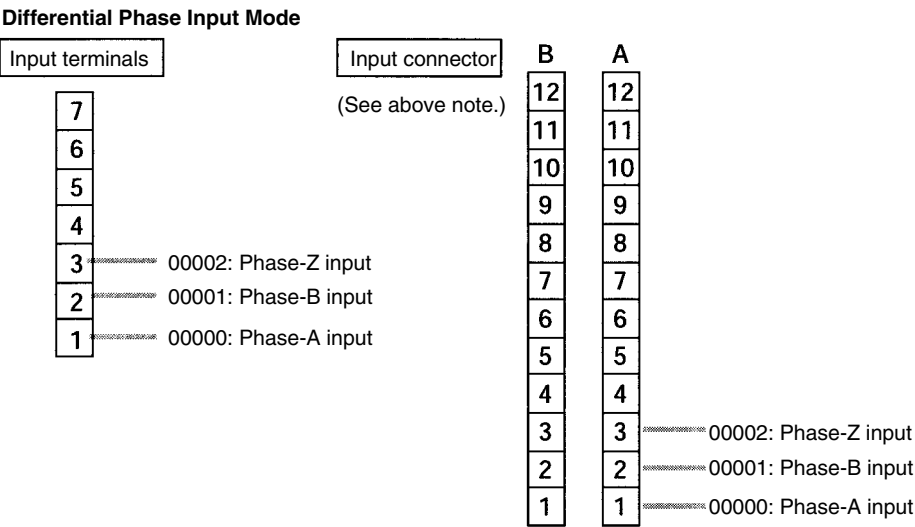 Differential Phase Input Mode
Input terminals
7
6
5
4
3 00002: Phase-Z input
2 00001: Phase-B input
1 00000: Phase-A input
Input connector
(See above note.)
B A
12 12
11 11
10 10
9 9
8 8
7 7
6 6
5 5
4 4
3 3 00002: Phase-Z input
2 2 00001: Phase-B input
1 1 00000: Phase-A input